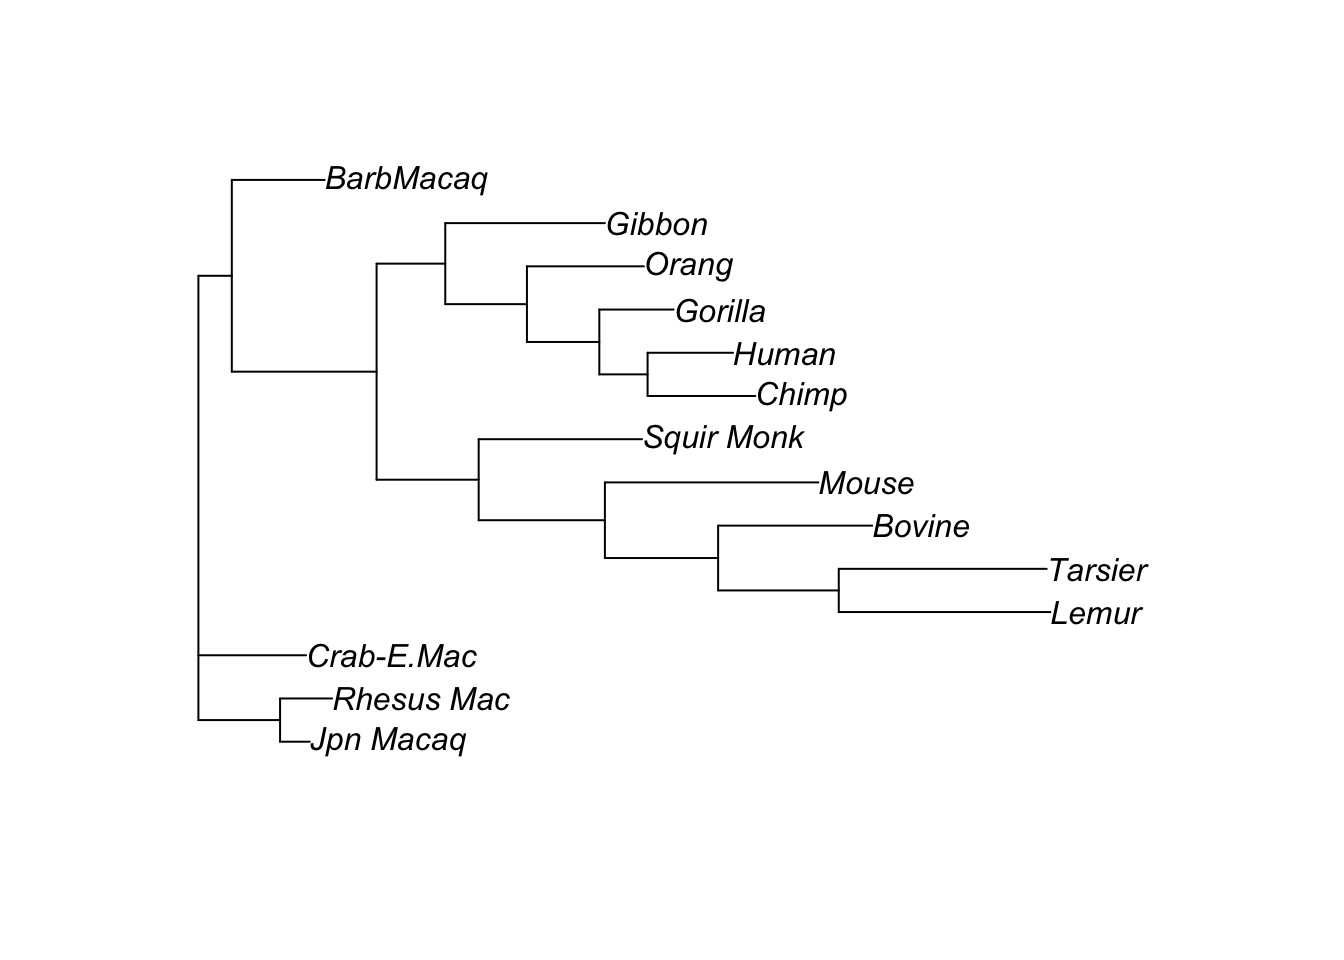 BarbMacaq
Gibbon
Orang
Gorilla
Human
Chimp
Squir Monk
Mouse
Bovine
Tarsier
Lemur
Crab-E.Mac
Rhesus Mac
Jpn Macaq